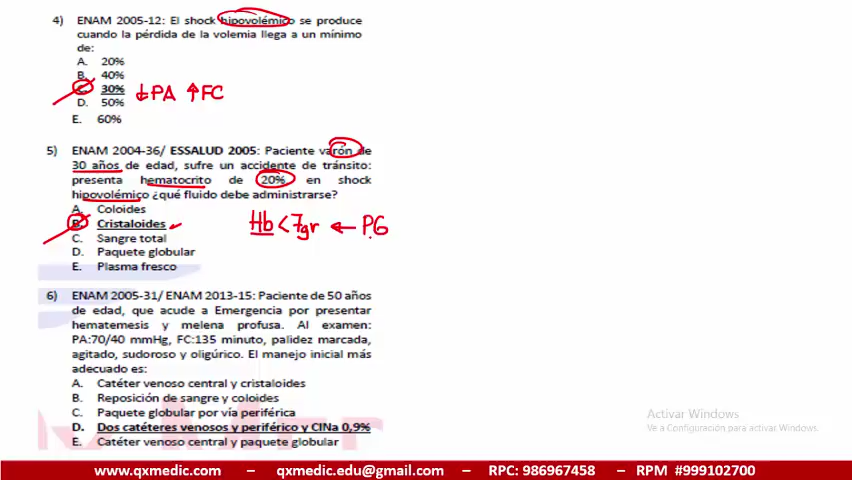 4) ENAM 2005-12: El shock hipovolémico se produce
cuando la pérdida de la volemia llega a un mínimo
de:
A. 20%
B. 40%
C. 30%
D. 50%
E. 60%
↓PA ↑FC
5) ENAM 2004-36/ ESSALUD 2005: Paciente varón de
30 años de edad, sufre un accidente de tránsito:
presenta hematocrito de 20% en shock
hipovolémico ¿qué fluido debe administrarse?
A. Coloides
B. Cristaloides
C. Sangre total
D. Paquete globular
E. Plasma fresco
Hb < 7gr ← P.G
6) ENAM 2005-31/ ENAM 2013-15: Paciente de 50 años
de edad, que acude a Emergencia por presentar
hematemesis y melena profusa. Al examen:
PA:70/40 mmHg, FC:135 minuto, palidez marcada,
agitado, sudoroso y oligúrico. El manejo inicial más
adecuado es:
A. Catéter venoso central y cristaloides
B. Reposición de sangre y coloides
C. Paquete globular por vía periférica
D. Dos catéteres venosos y periférico y ClNa 0,9%
E. Catéter venoso central y paquete globular
Activar Windows
Ve a Configuración para activar Windows.
www.qxmedic.com – qxmedic.edu@gmail.com – RPC: 986967458 – RPM #999102700